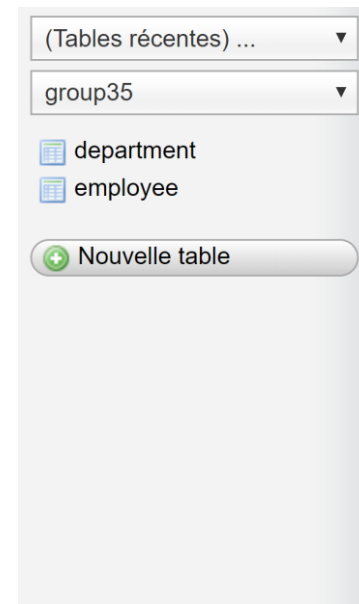 (Tables récentes) ...
group35
department
employee
Nouvelle table